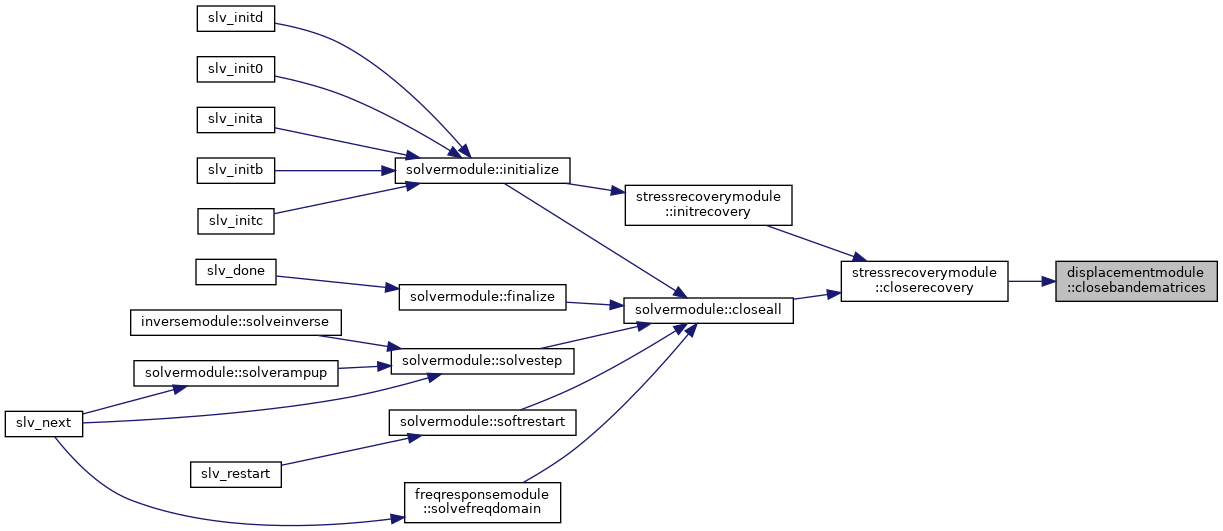 slv_initd
slv_init0
slv_inita
slv_initb
slv_initc
solvermodule::initialize
stressrecoverymodule
::initrecovery
slv_done
solvermodule::finalize
inversemodule::solveinverse
solvermodule::solverampup
slv_next
solvermodule::solvestep
solvermodule::softrestart
slv_restart
freqresponsemodule
::solvefreqdomain
solvermodule::closeall
stressrecoverymodule
::closerecovery
displacementmodule
::closebandematrices